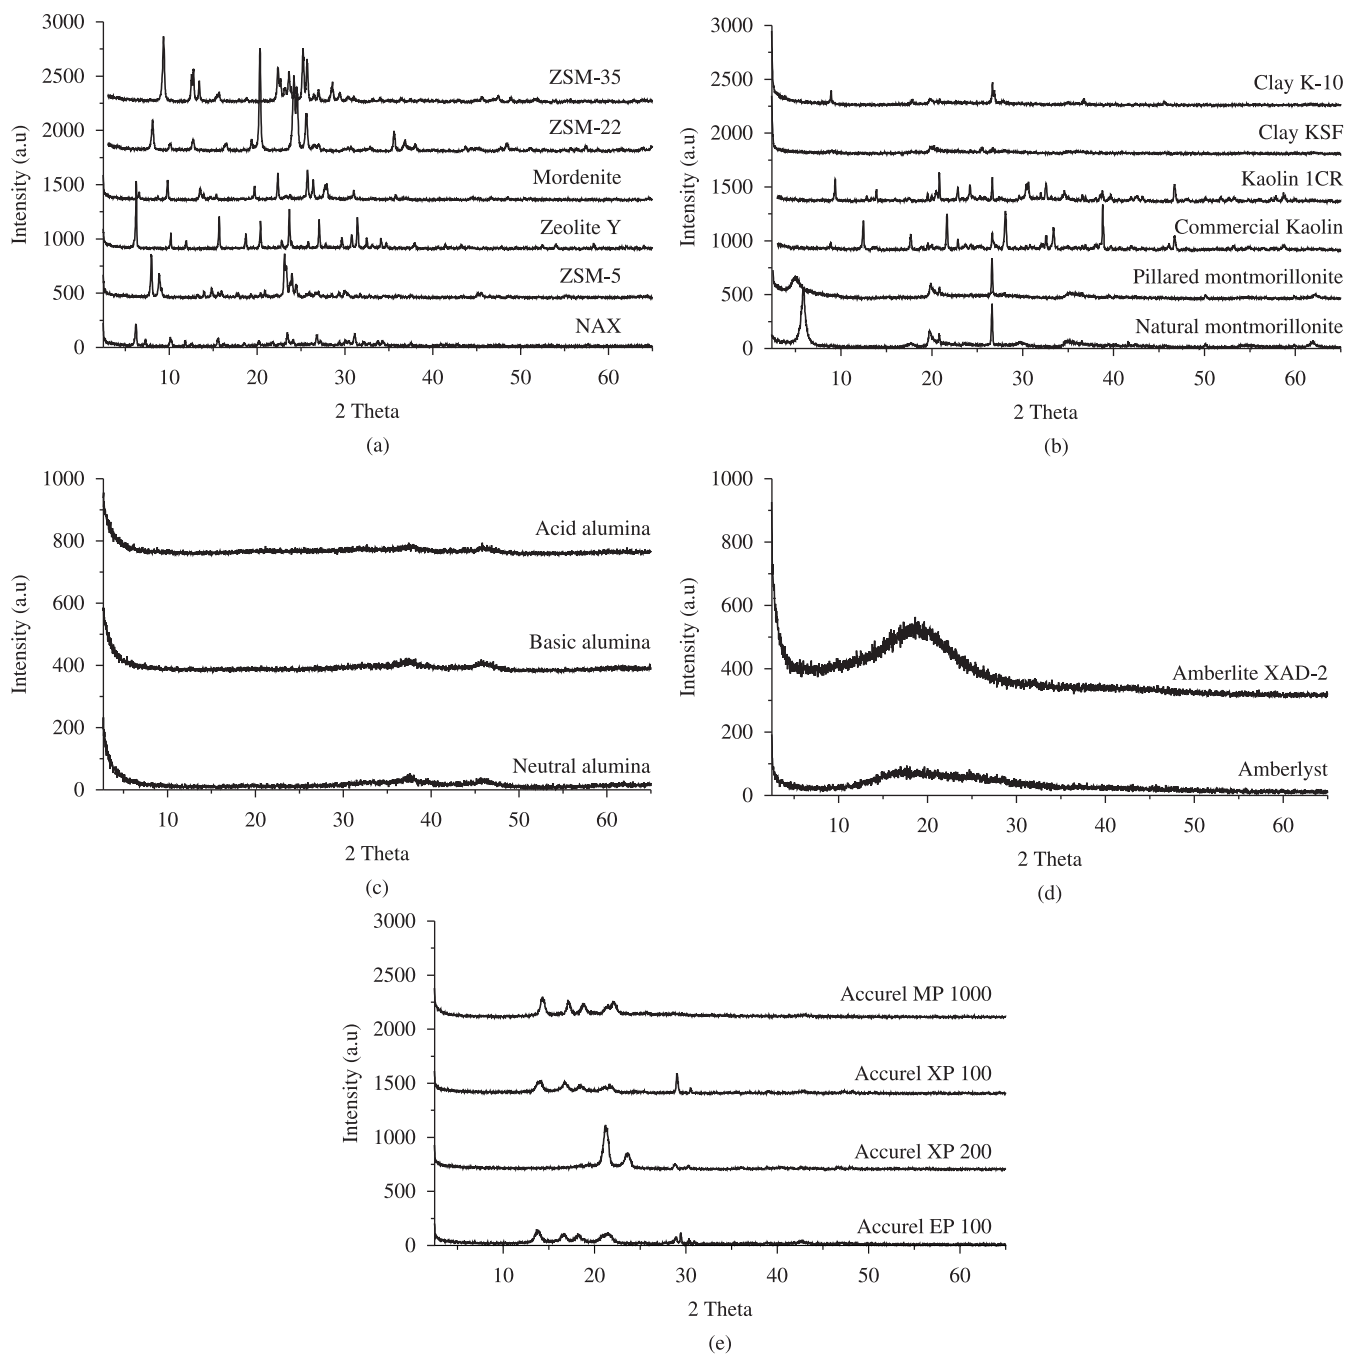 3000
2500
2000
1500
1000
500
0
Intensity (a.u)
ZSM-35
ZSM-22
Mordenite
Zeolite Y
ZSM-5
NAX
10 20 30 40 50 60
2 Theta
(a)
3000
2500
2000
1500
1000
500
0
Intensity (a.u)
Clay K-10
Clay KSF
Kaolin 1CR
Commercial Kaolin
Pillared montmorillonite
Natural montmorillonite
10 20 30 40 50 60
2 Theta
(b)
1000
800
600
400
200
0
Intensity (a.u)
Acid alumina
Basic alumina
Neutral alumina
10 20 30 40 50 60
2 Theta
(c)
1000
800
600
400
200
0
Intensity (a.u)
Amberlite XAD-2
Amberlyst
10 20 30 40 50 60
2 Theta
(d)
3000
2500
2000
1500
1000
500
0
Intensity (a.u)
Accurel MP 1000
Accurel XP 100
Accurel XP 200
Accurel EP 100
10 20 30 40 50 60
2 Theta
(e)